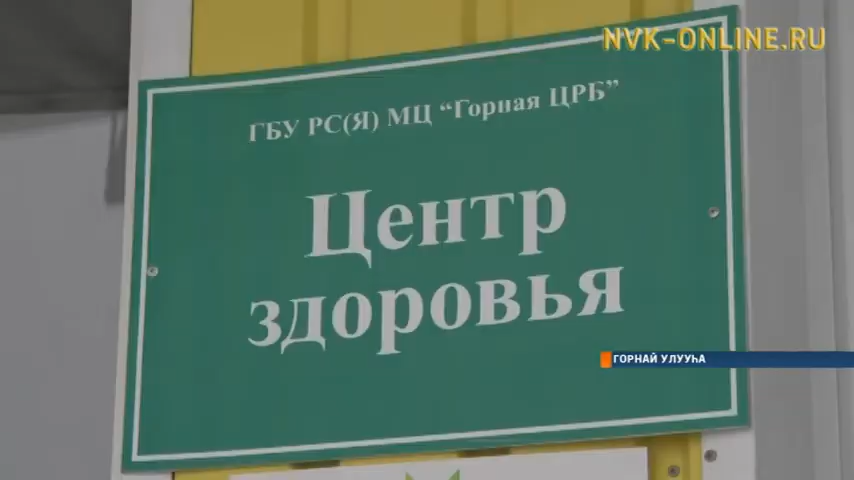 NVK-ONLINE.RU
ГБУ РС(Я) МЦ “Горная ЦРБ”
Центр
здоровья
ГОРНАЙ УЛУУҺА